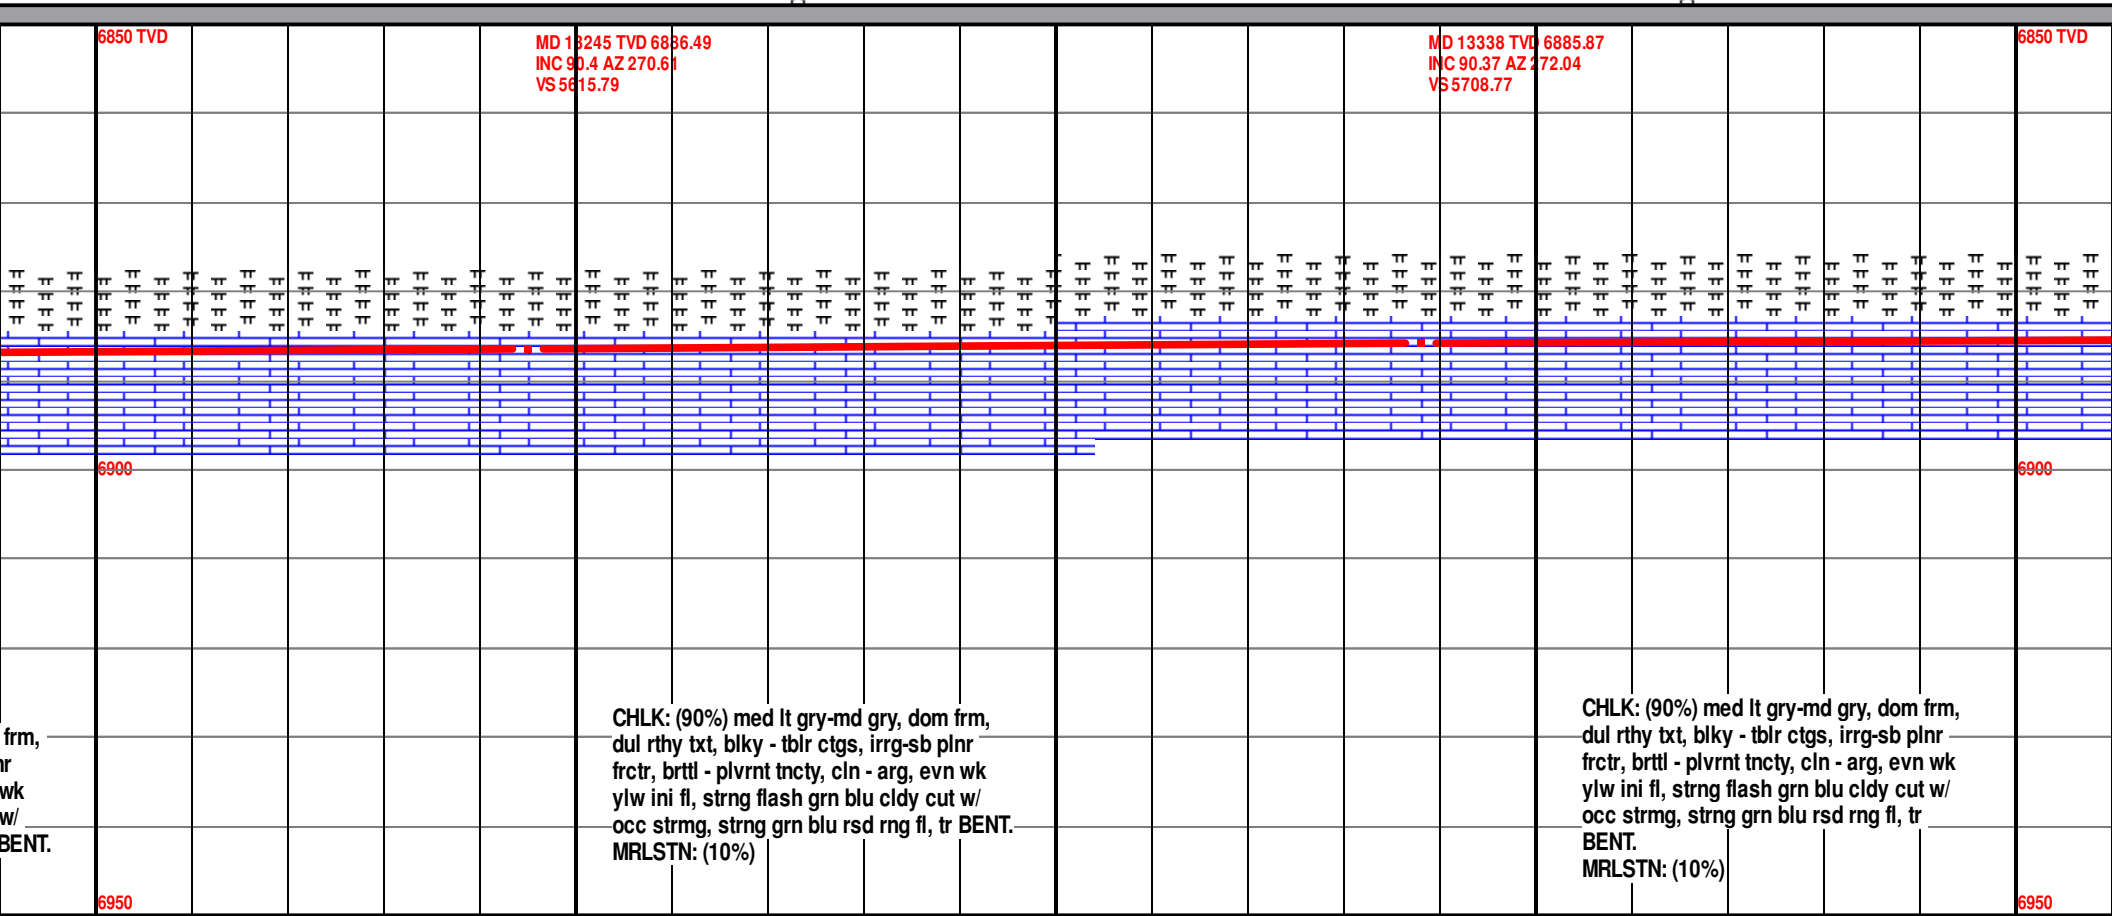 6850 TVD
MD 13245 TVD 6886.49
INC 90.4 AZ 270.61
VS 5615.79
MD 13338 TVD 6885.87
INC 90.37 AZ 272.04
VS 5708.77
6850 TVD
6900
6900
frm,
wk
w/
BENT.
CHLK: (90%) med lt gry-md gry, dom frm,
dul rthy txt, blky - tblr ctgs, irrg-sb plnr
frctr, brttl - plvrnt tncty, cln - arg, evn wk
ylw ini fl, strng flash grn blu cldy cut w/
occ strmg, strng grn blu rsd rng fl, tr BENT.
MRLSTN: (10%)
CHLK: (90%) med lt gry-md gry, dom frm,
dul rthy txt, blky - tblr ctgs, irrg-sb plnr
frctr, brttl - plvrnt tncty, cln - arg, evn wk
ylw ini fl, strng flash grn blu cldy cut w/
occ strmg, strng grn blu rsd rng fl, tr
BENT.
MRLSTN: (10%)
6950
6950